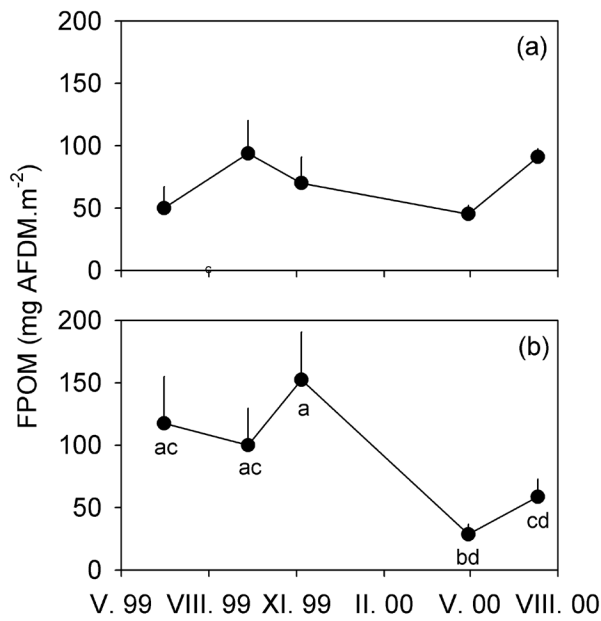 200
(a)
150
100
50
0
c
FPOM (mg AFDM.m-2)
200
(b)
150
a
ac
100
ac
50
cd
bd
0
V. 99 VIII. 99 XI. 99 II. 00 V. 00 VIII. 00